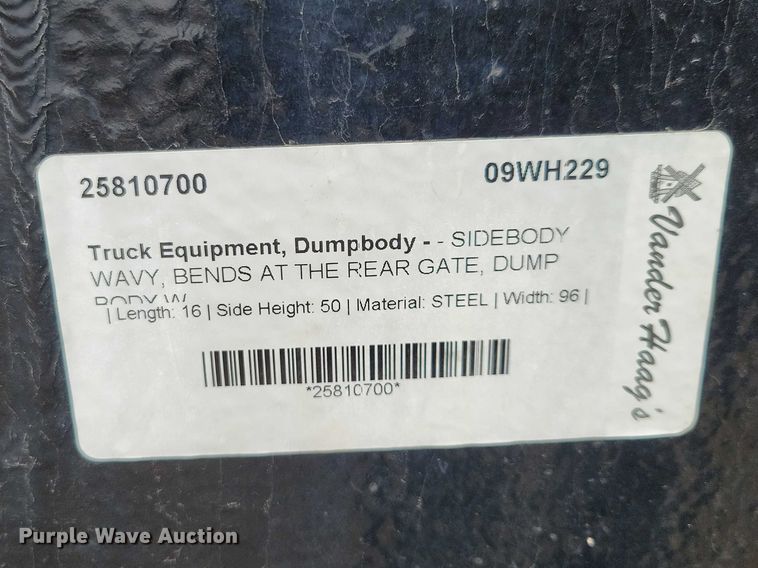 25810700 09WH229
Truck Equipment, Dumpbody - - SIDEBODY
WAVY, BENDS AT THE REAR GATE, DUMP
BODY W
| Length: 16 | Side Height: 50 | Material: STEEL | Width: 96 |
*25810700*
Vander Haag's
Purple Wave Auction